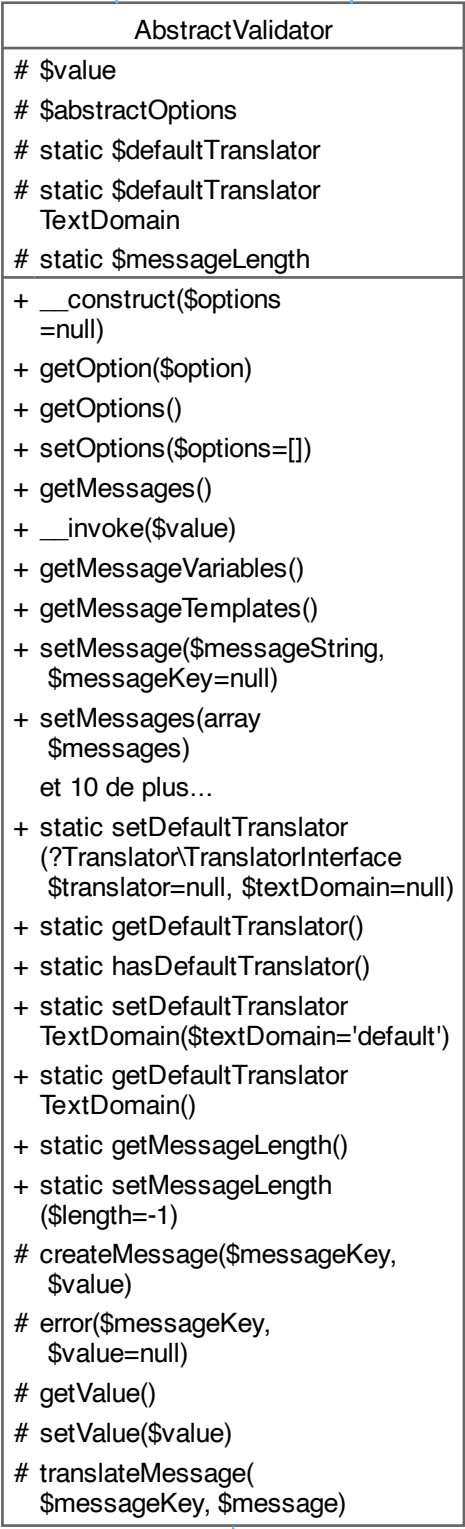 AbstractValidator
# $value
# $abstractOptions
# static $defaultTranslator
# static $defaultTranslator
TextDomain
# static $messageLength
+ __construct($options
=null)
+ getOption($option)
+ getOptions()
+ setOptions($options=[])
+ getMessages()
+ __invoke($value)
+ getMessageVariables()
+ getMessageTemplates()
+ setMessage($messageString,
$messageKey=null)
+ setMessages(array
$messages)
et 10 de plus...
+ static setDefaultTranslator
(?Translator\TranslatorInterface
$translator=null, $textDomain=null)
+ static getDefaultTranslator()
+ static hasDefaultTranslator()
+ static setDefaultTranslator
TextDomain($textDomain='default')
+ static getDefaultTranslator
TextDomain()
+ static getMessageLength()
+ static setMessageLength
($length=-1)
# createMessage($messageKey,
$value)
# error($messageKey,
$value=null)
# getValue()
# setValue($value)
# translateMessage(
$messageKey, $message)